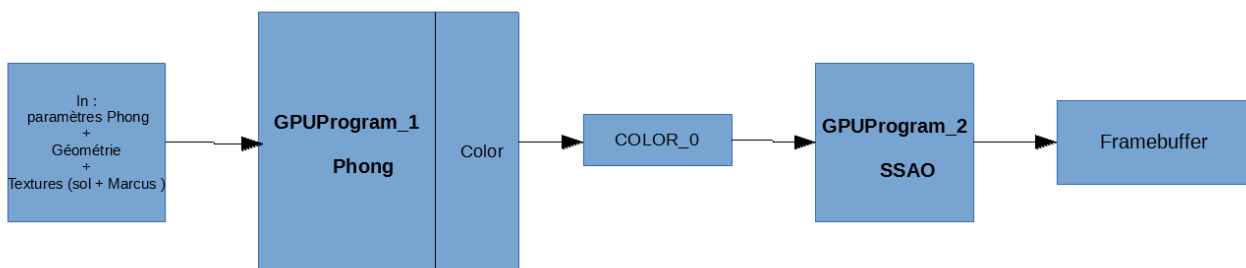 In :
paramètres Phong
+
Géométrie
+
Textures (sol + Marcus )
GPUProgram_1
Phong
Color
COLOR_0
GPUProgram_2
SSAO
Framebuffer